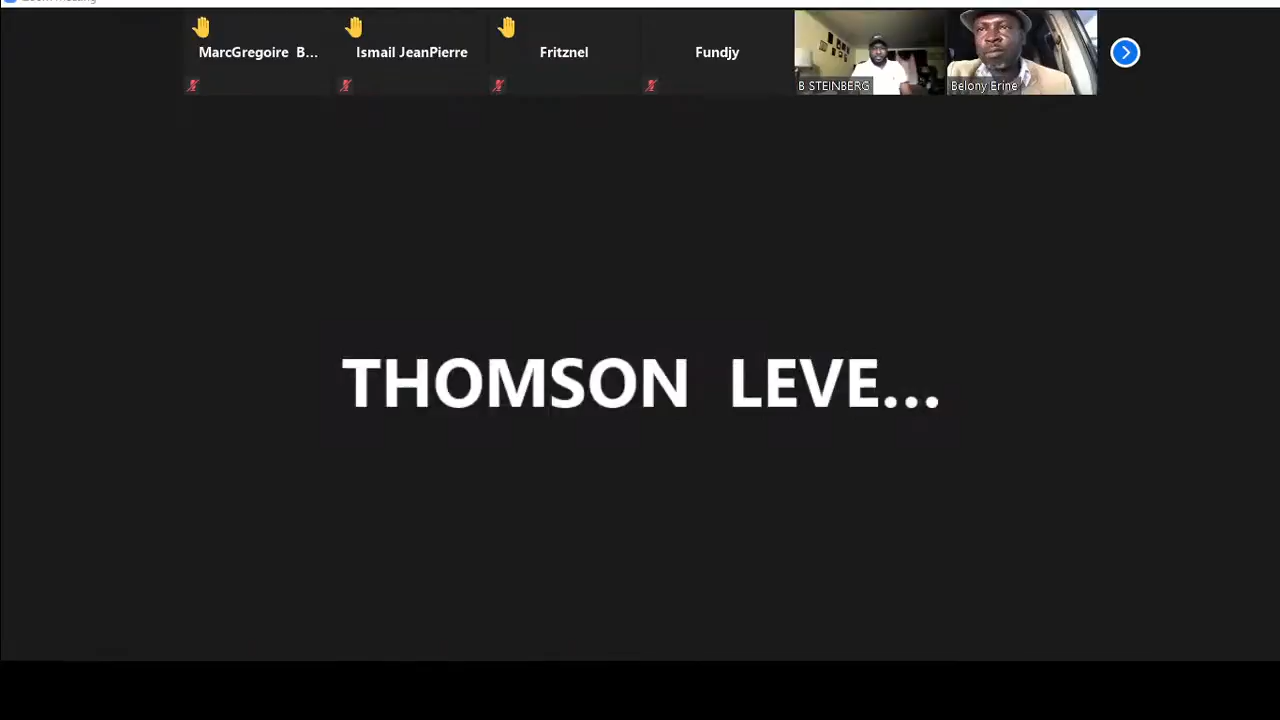 MarcGregoire B...
Ismail JeanPierre
Fritznel
Fundjy
B STEINBERG
Belony Erine
THOMSON LEVE...